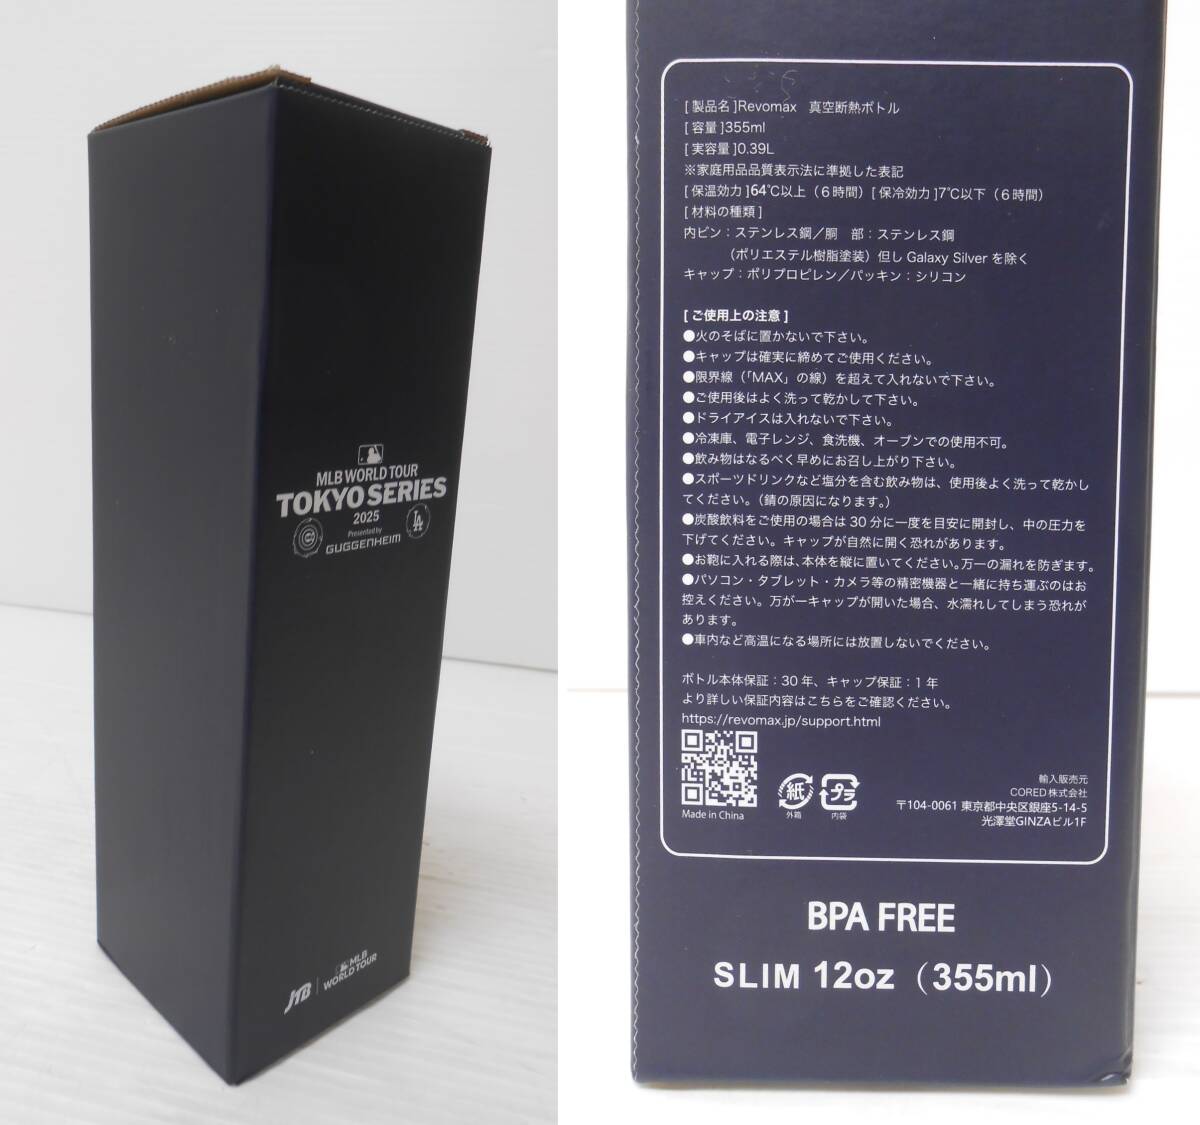 MLB WORLD TOUR
TOKYO SERIES
2025
Presented by
GUGGENHEIM
LA
JTB
MLB
WORLD TOUR
[ 製品名 ]Revomax　真空断熱ボトル
[ 容量 ]355ml
[ 実容量 ]0.39L
※家庭用品品質表示法に準拠した表記
[ 保温効力 ]64℃以上（６時間）[ 保冷効力 ]7℃以下（６時間）
[ 材料の種類 ]
内ビン：ステンレス鋼／胴　部：ステンレス鋼
（ポリエステル樹脂塗装）但し Galaxy Silver を除く
キャップ：ポリプロピレン／パッキン：シリコン
[ ご使用上の注意 ]
●火のそばに置かないで下さい。
●キャップは確実に締めてご使用ください。
●限界線（「MAX」の線）を超えて入れないで下さい。
●ご使用後はよく洗って乾かして下さい。
●ドライアイスは入れないで下さい。
●冷凍庫、電子レンジ、食洗機、オーブンでの使用不可。
●飲み物はなるべく早めにお召し上がり下さい。
●スポーツドリンクなど塩分を含む飲み物は、使用後よく洗って乾かし
てください。（錆の原因になります。）
●炭酸飲料をご使用の場合は 30 分に一度を目安に開封し、中の圧力を
下げてください。キャップが自然に開く恐れがあります。
●お鞄に入れる際は、本体を縦に置いてください。万一の漏れを防ぎます。
●パソコン・タブレット・カメラ等の精密機器と一緒に持ち運ぶのはお
控えください。万が一キャップが開いた場合、水濡れしてしまう恐れが
あります。
●車内など高温になる場所には放置しないでください。
ボトル本体保証：30 年、キャップ保証：1 年
より詳しい保証内容はこちらをご確認ください。
https://revomax.jp/support.html
Made in China
紙
外箱
プラ
内袋
輸入販売元
CORED 株式会社
〒104-0061 東京都中央区銀座5-14-5
光澤堂GINZAビル1F
BPA FREE
SLIM 12oz（355ml）